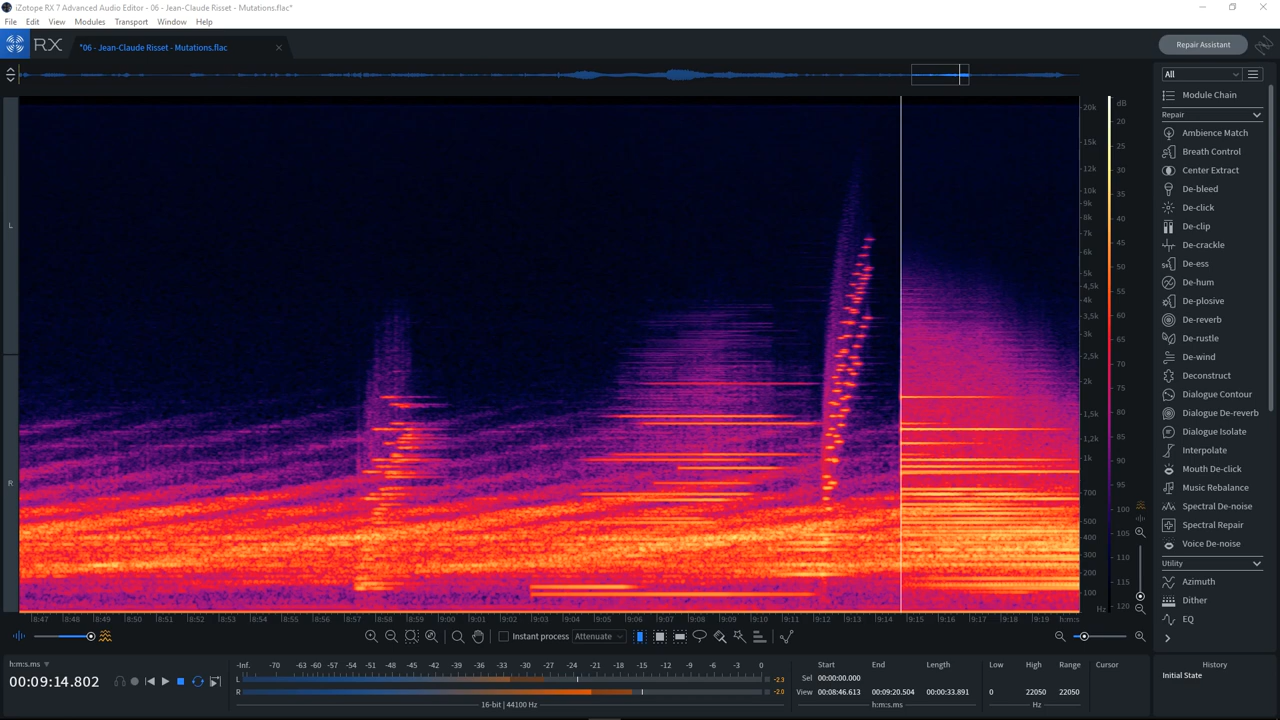 iZotope RX 7 Advanced Audio Editor - 06 - Jean-Claude Risset - Mutations.flac*
File Edit View Modules Transport Window Help
RX
*06 - Jean-Claude Risset - Mutations.flac
Repair Assistant
All
Module Chain
Repair
Ambience Match
Breath Control
Center Extract
De-bleed
De-click
De-clip
De-crackle
De-ess
De-hum
De-plosive
De-reverb
De-rustle
De-wind
Deconstruct
Dialogue Contour
Dialogue De-reverb
Dialogue Isolate
Interpolate
Mouth De-click
Music Rebalance
Spectral De-noise
Spectral Repair
Voice De-noise
Utility
Azimuth
Dither
EQ
L
R
20k
15k
12k
10k
9k
8k
7k
6k
5k
4,5k
4k
3,5k
3k
2,5k
2k
1,5k
1,2k
1k
700
500
400
300
200
100
Hz
dB
20
25
30
35
40
45
50
55
60
65
70
75
80
85
90
95
100
105
110
115
120
8:47 8:48 8:49 8:50 8:51 8:52 8:53 8:54 8:55 8:56 8:57 8:58 8:59 9:00 9:01 9:02 9:03 9:04 9:05 9:06 9:07 9:08 9:09 9:10 9:11 9:12 9:13 9:14 9:15 9:16 9:17 9:18 9:19 h:m:s
Instant process Attenuate
h:m:s.ms
00:09:14.802
-Inf. -70 -63 -60 -57 -54 -51 -48 -45 -42 -39 -36 -33 -30 -27 -24 -21 -18 -15 -12 -9 -6 -3 0
L -2.3
R -2.0
16-bit | 44100 Hz
Start End Length
Sel 00:00:00.000
View 00:08:46.613 00:09:20.504 00:00:33.891
h:m:s.ms
Low High Range Cursor
0 22050 22050
Hz
History
Initial State